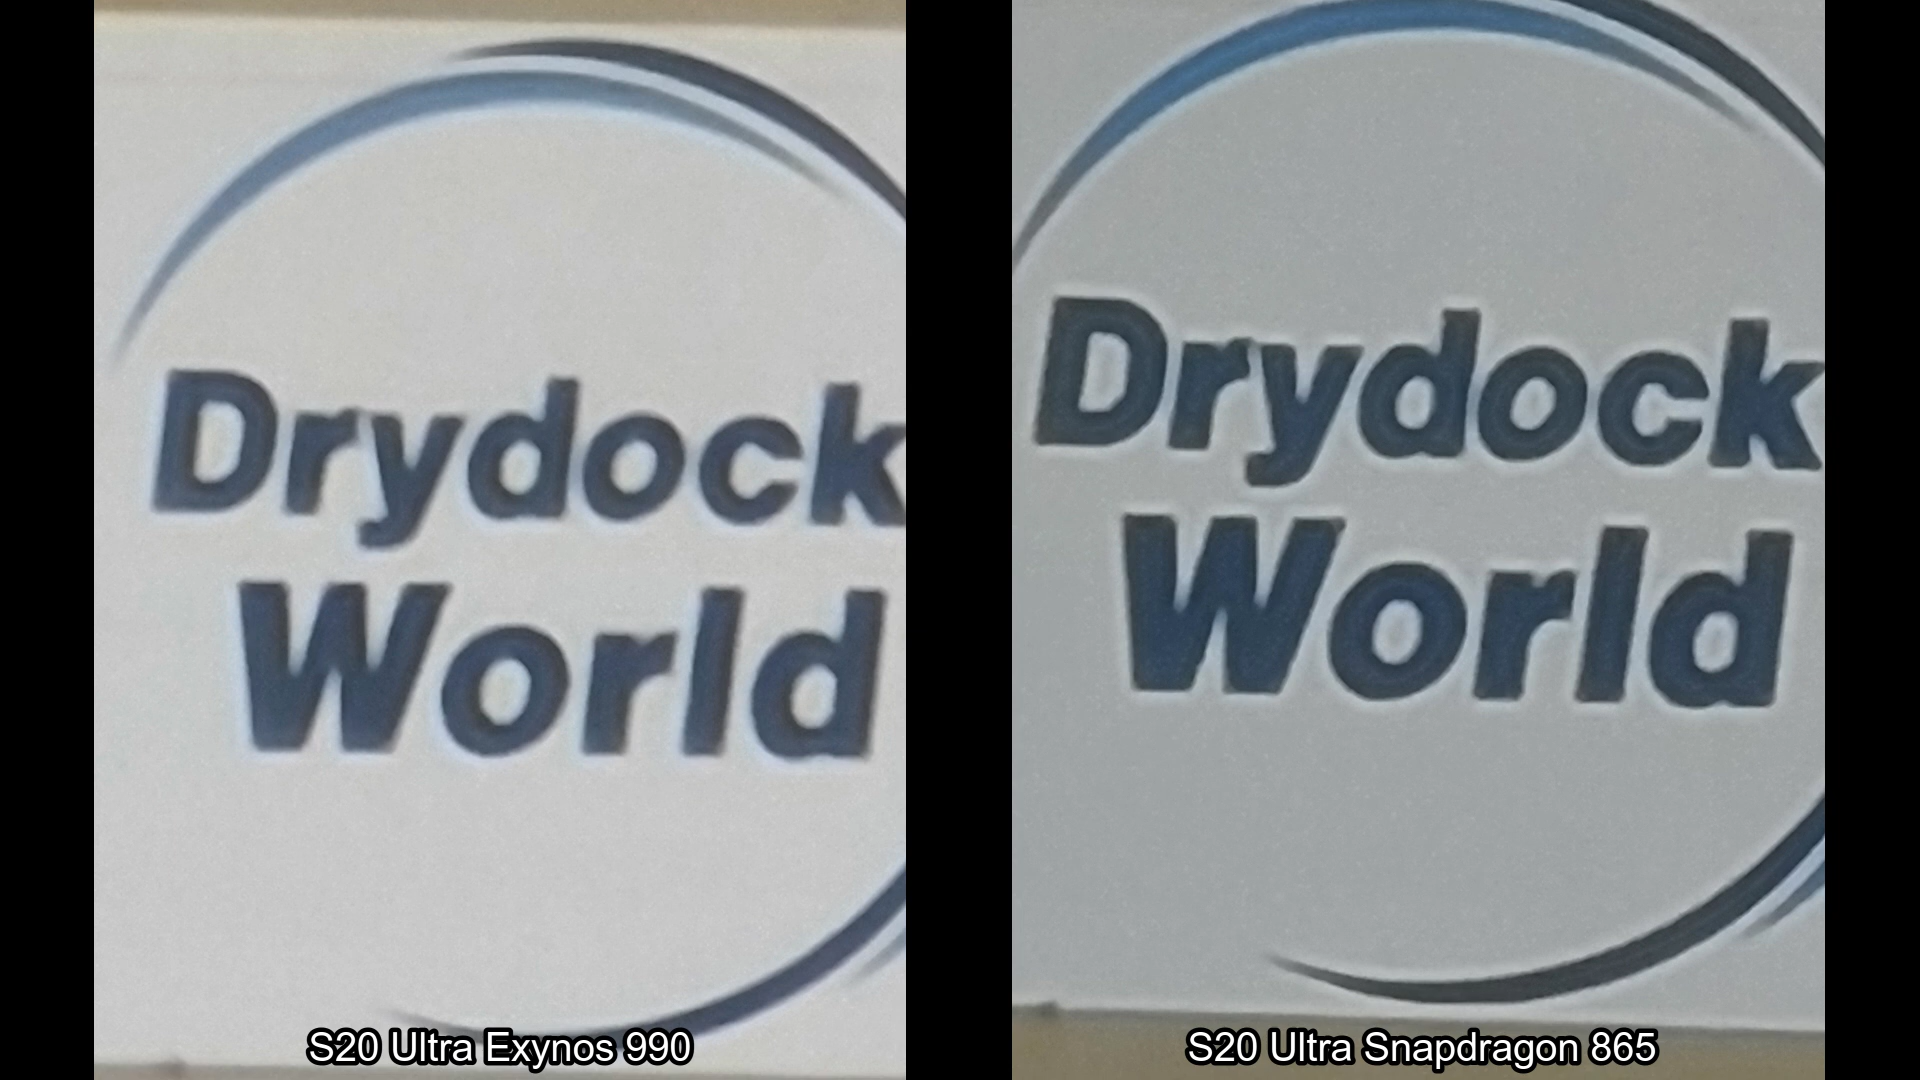 Drydock
World
S20 Ultra Exynos 990
Drydock
World
S20 Ultra Snapdragon 865